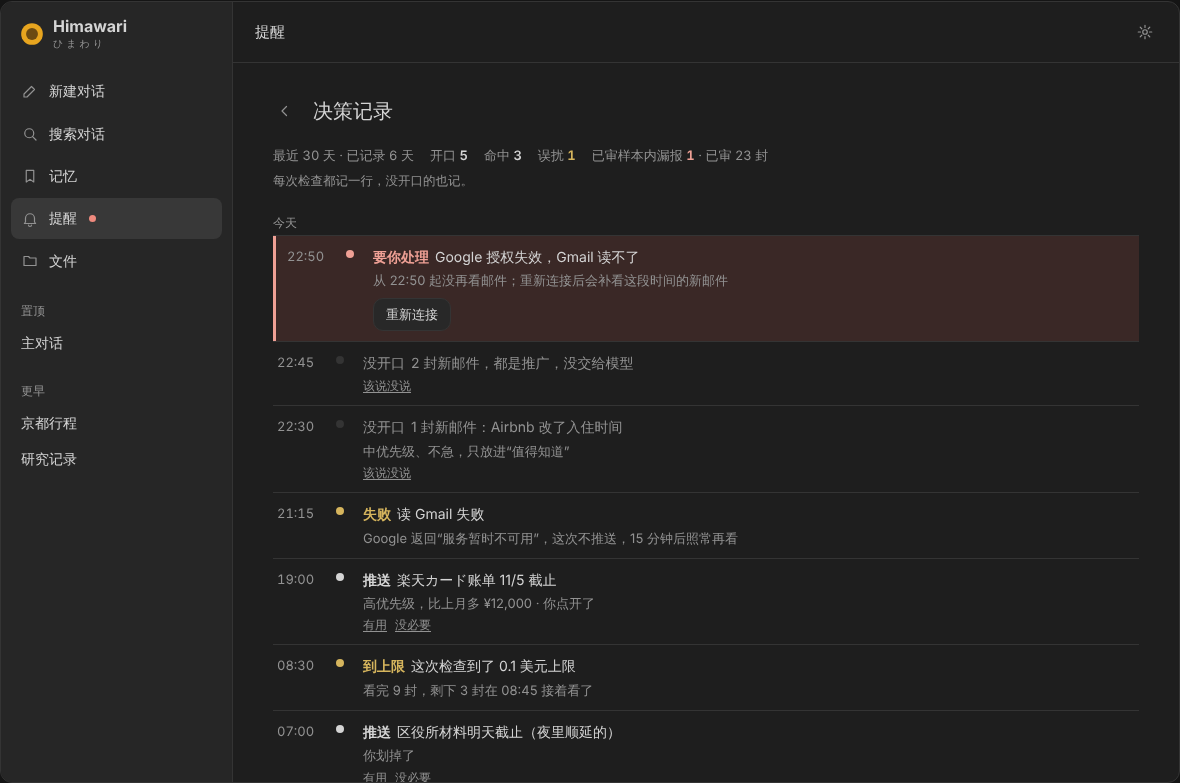 Himawari
ひまわり
新建对话
搜索对话
记忆
提醒
文件
置顶
主对话
更早
京都行程
研究记录
提醒
决策记录
最近 30 天 · 已记录 6 天 开口 5 命中 3 误扰 1 已审样本内漏报 1 · 已审 23 封
每次检查都记一行，没开口的也记。
今天
22:50 要你处理 Google 授权失效，Gmail 读不了
从 22:50 起没再看邮件；重新连接后会补看这段时间的新邮件
重新连接
22:45 没开口 2 封新邮件，都是推广，没交给模型
该说没说
22:30 没开口 1 封新邮件：Airbnb 改了入住时间
中优先级、不急，只放进“值得知道”
该说没说
21:15 失败 读 Gmail 失败
Google 返回“服务暂时不可用”，这次不推送，15 分钟后照常再看
19:00 推送 楽天カード账单 11/5 截止
高优先级，比上月多 ¥12,000 · 你点开了
有用 没必要
08:30 到上限 这次检查到了 0.1 美元上限
看完 9 封，剩下 3 封在 08:45 接着看了
07:00 推送 区役所材料明天截止（夜里顺延的）
你划掉了
有用 没必要